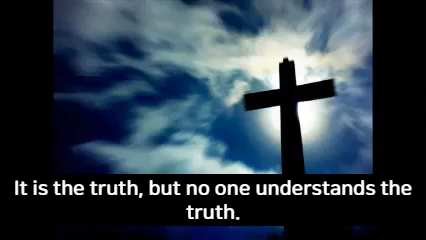 It is the truth, but no one understands the
truth.